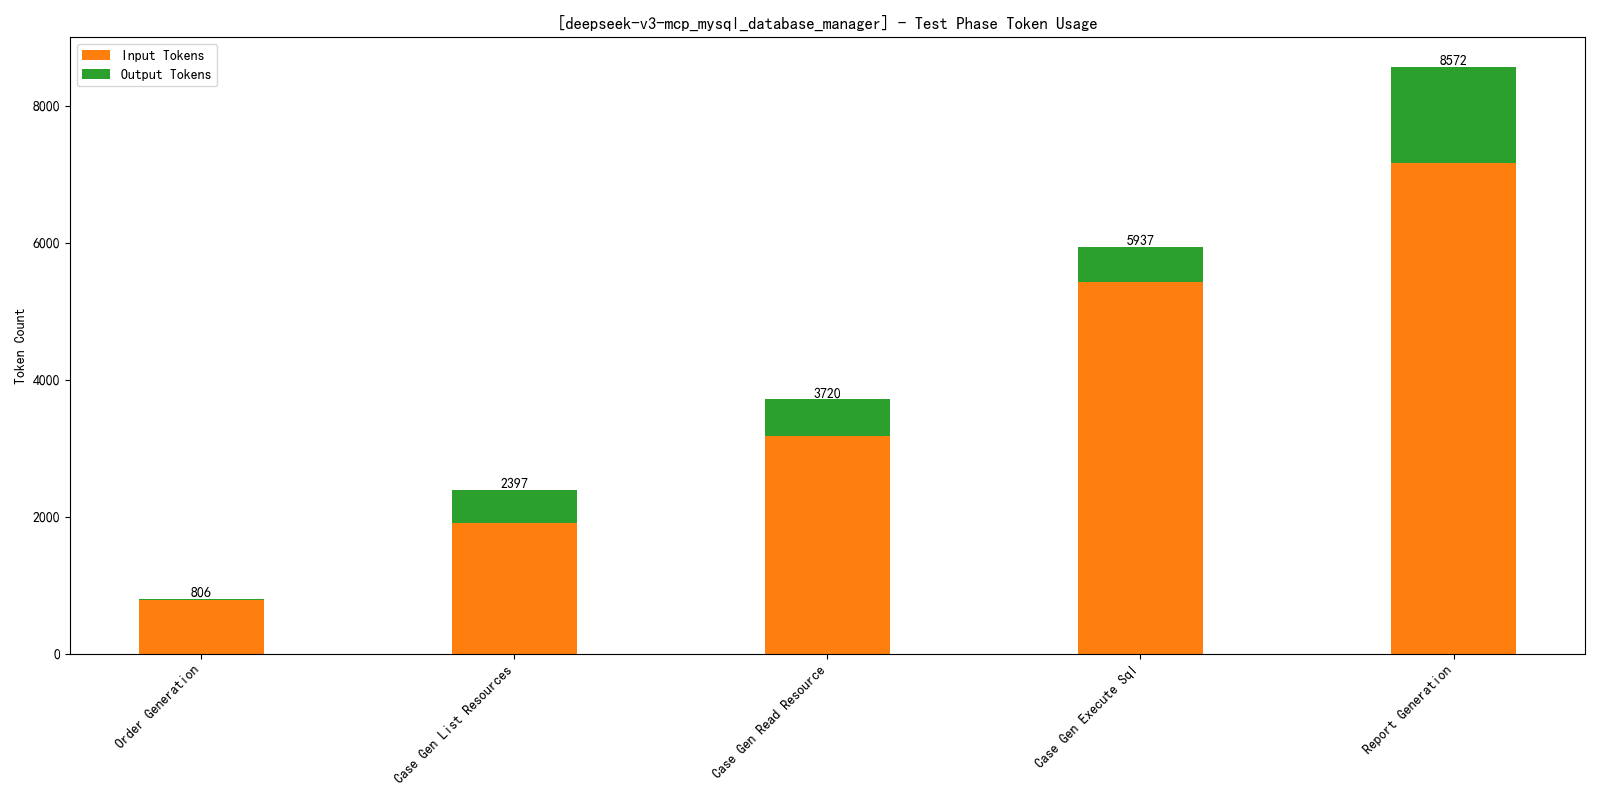 [deepseek-v3-mcp_mysql_database_manager] - Test Phase Token Usage
Input Tokens
Output Tokens
Token Count
8000
6000
4000
2000
0
806
2397
3720
5937
8572
Order Generation
Case Gen List Resources
Case Gen Read Resource
Case Gen Execute Sql
Report Generation